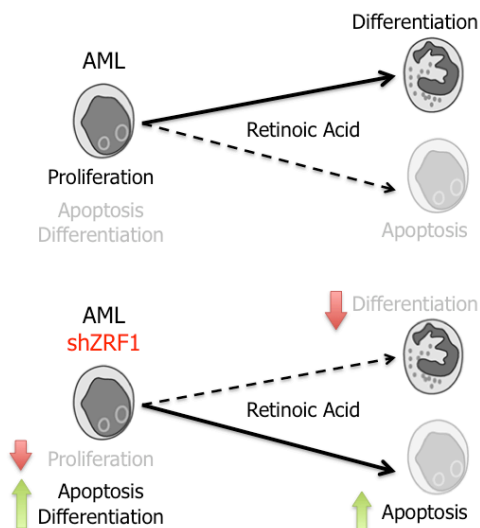 Differentiation
AML
Retinoic Acid
Proliferation
Apoptosis
Differentiation
Apoptosis
Differentiation
AML
shZRF1
Retinoic Acid
Proliferation
Apoptosis
Differentiation
Apoptosis